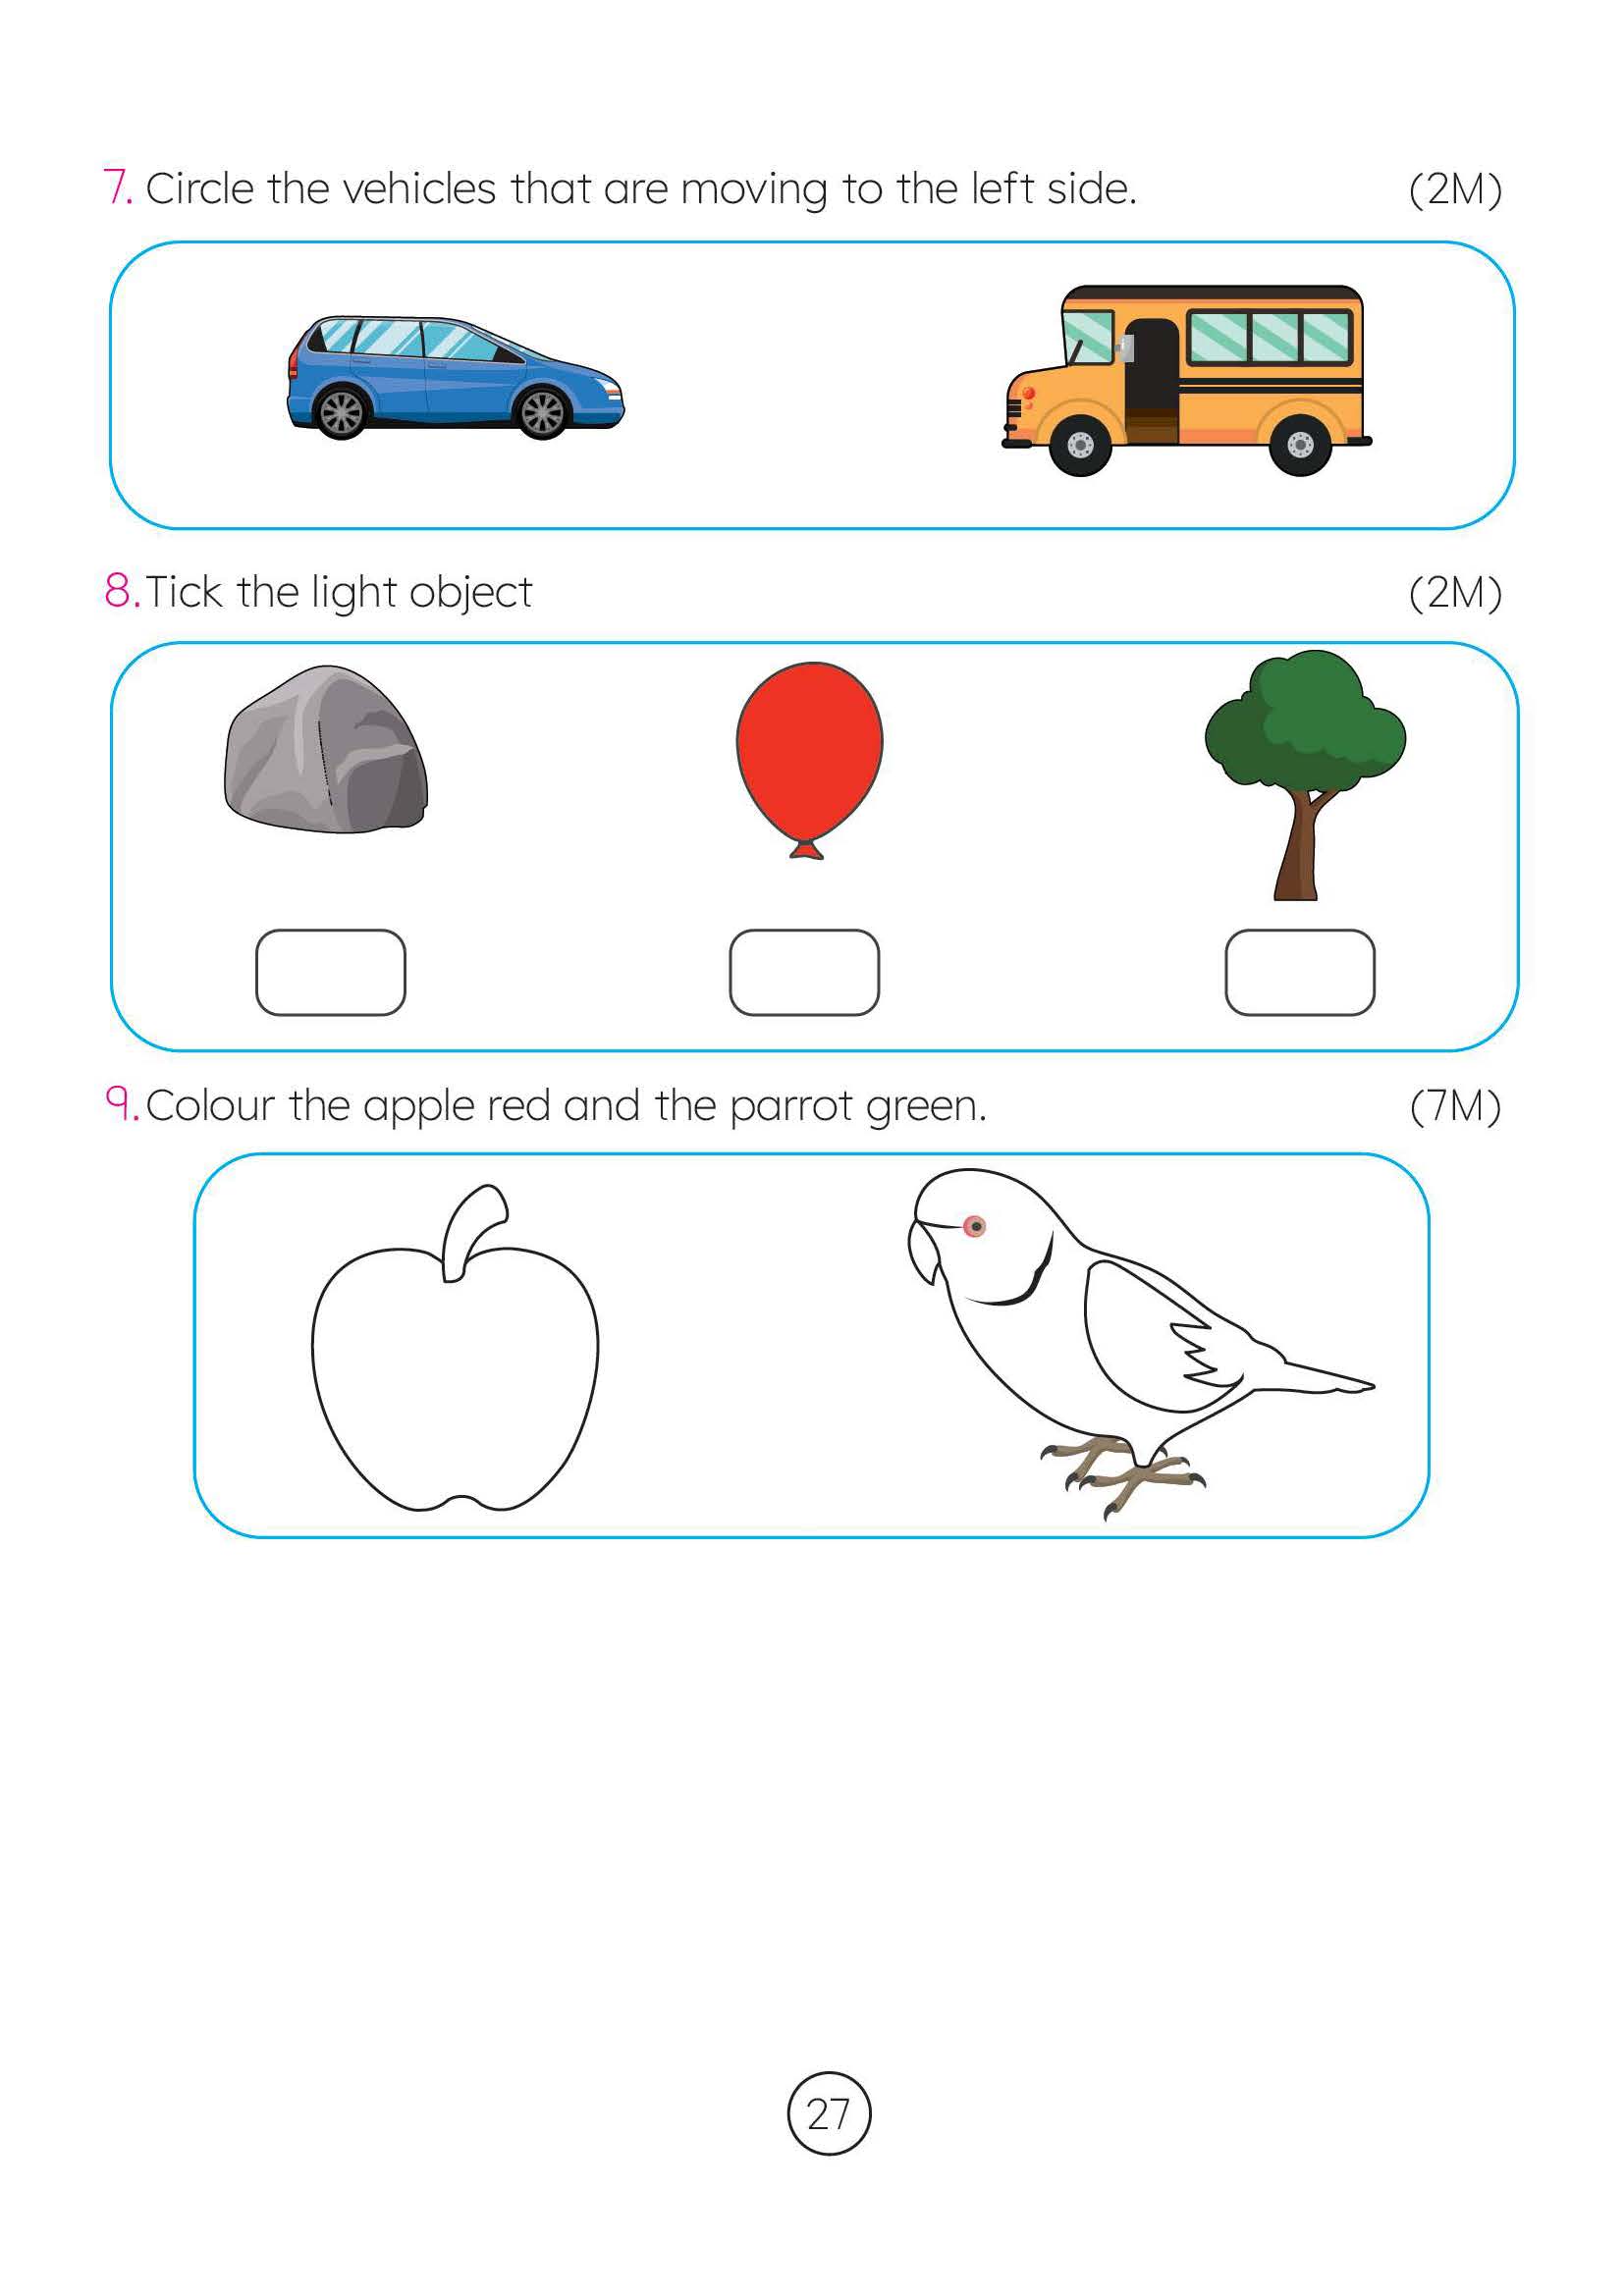 7. Circle the vehicles that are moving to the left side. (2M)
8. Tick the light object (2M)
9. Colour the apple red and the parrot green. (7M)
27